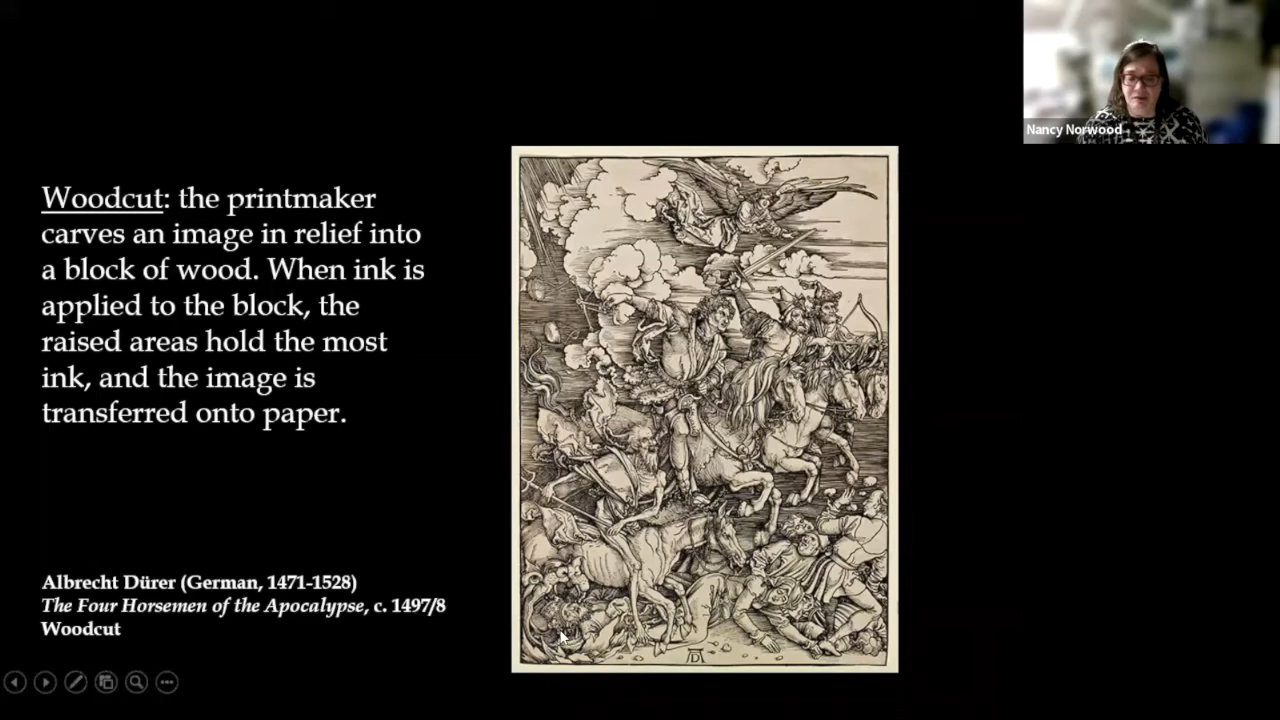 Nancy Norwood
Woodcut: the printmaker
carves an image in relief into
a block of wood. When ink is
applied to the block, the
raised areas hold the most
ink, and the image is
transferred onto paper.
Albrecht Dürer (German, 1471-1528)
The Four Horsemen of the Apocalypse, c. 1497/8
Woodcut
AD